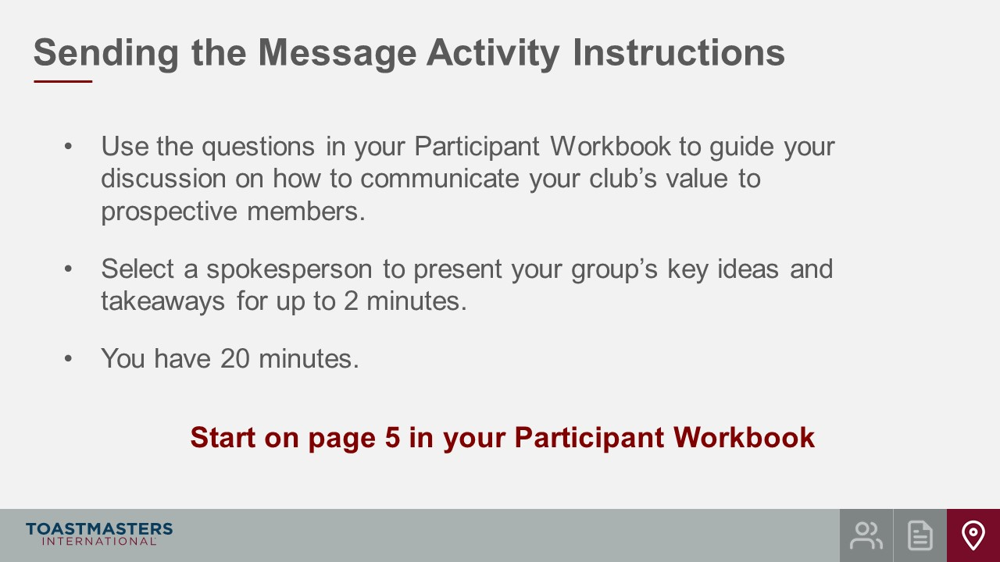 Sending the Message Activity Instructions
• Use the questions in your Participant Workbook to guide your
discussion on how to communicate your club’s value to
prospective members.
• Select a spokesperson to present your group’s key ideas and
takeaways for up to 2 minutes.
• You have 20 minutes.
Start on page 5 in your Participant Workbook
TOASTMASTERS
INTERNATIONAL